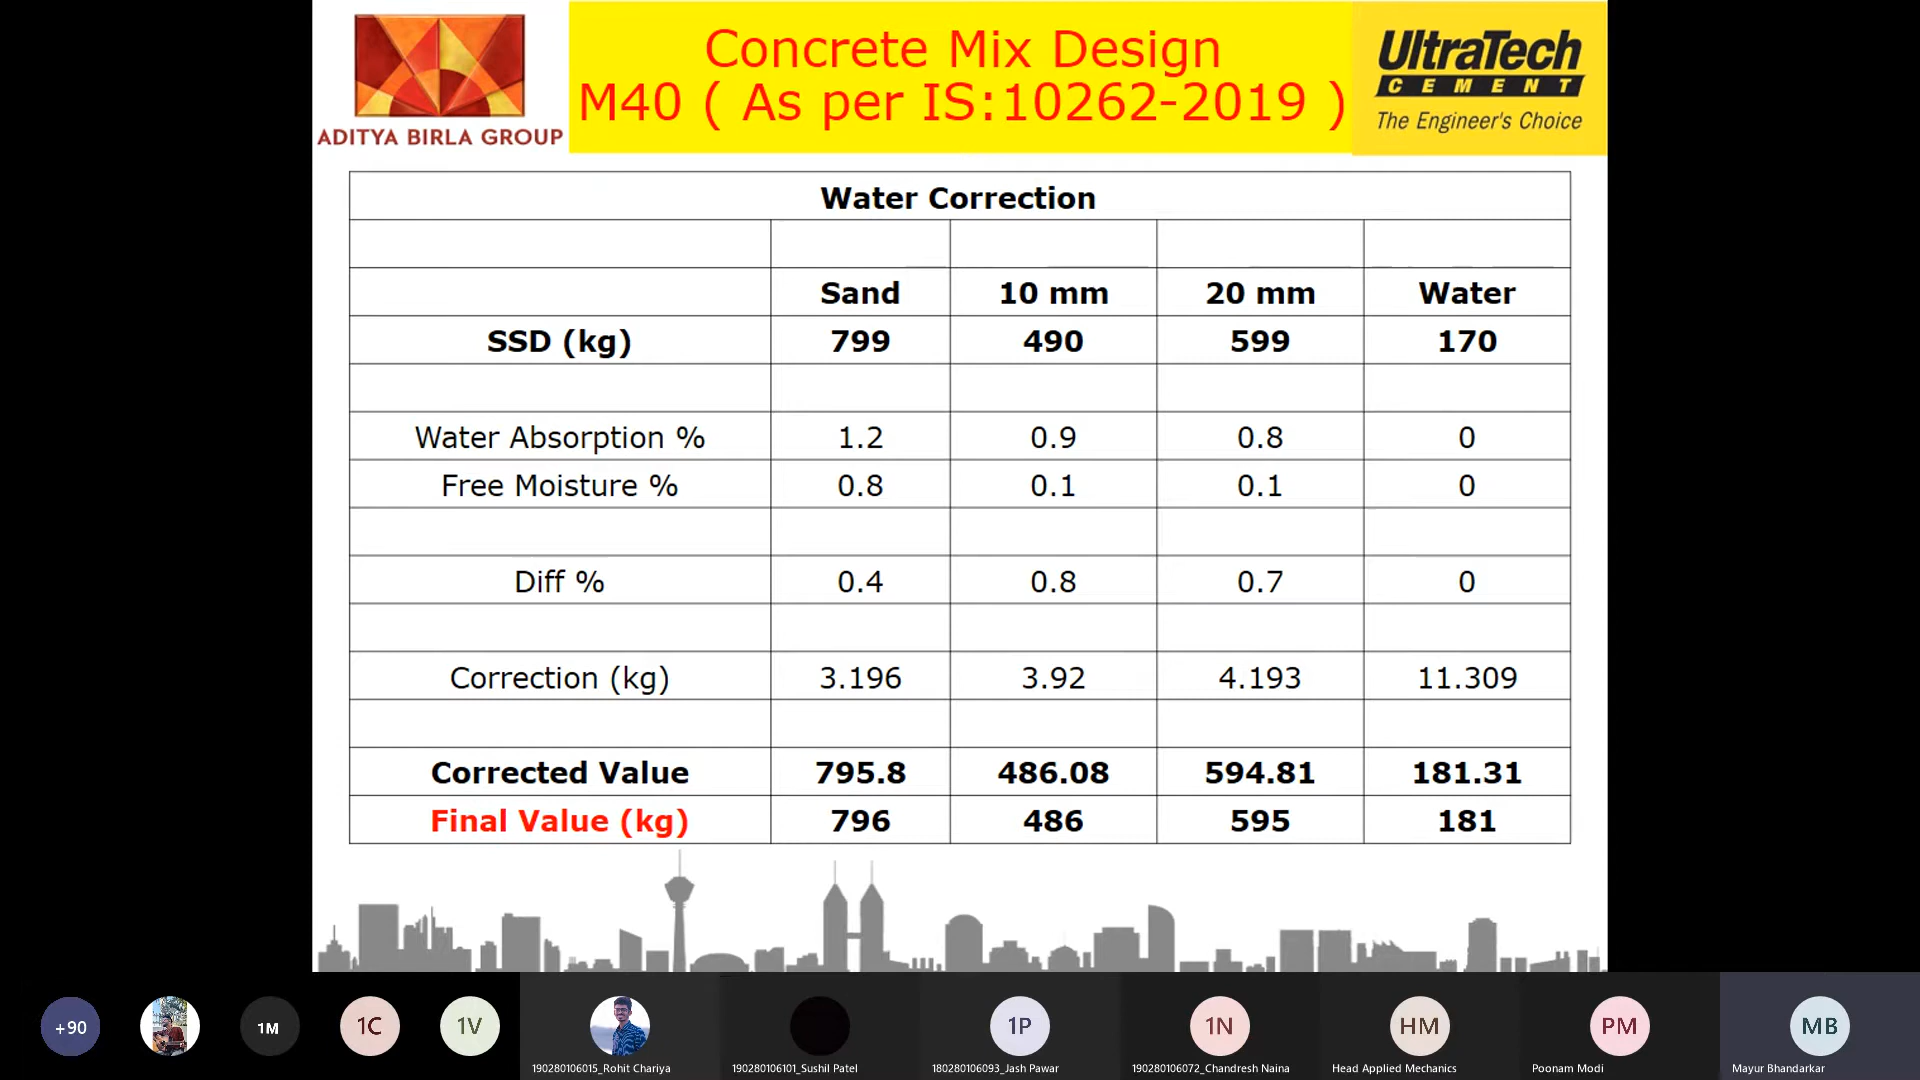 ADITYA BIRLA GROUP
Concrete Mix Design
M40 ( As per IS:10262-2019 )
UltraTech
CEMENT
The Engineer's Choice
Water Correction
Sand 10 mm 20 mm Water
SSD (kg) 799 490 599 170
Water Absorption % 1.2 0.9 0.8 0
Free Moisture % 0.8 0.1 0.1 0
Diff % 0.4 0.8 0.7 0
Correction (kg) 3.196 3.92 4.193 11.309
Corrected Value 795.8 486.08 594.81 181.31
Final Value (kg) 796 486 595 181
+90 1M 1C 1V 1P 1N HM PM MB
190280106015_Rohit Chariya 190280106101_Sushil Patel 180280106093_Jash Pawar 190280106072_Chandresh Naina Head Applied Mechanics Poonam Modi Mayur Bhandarkar